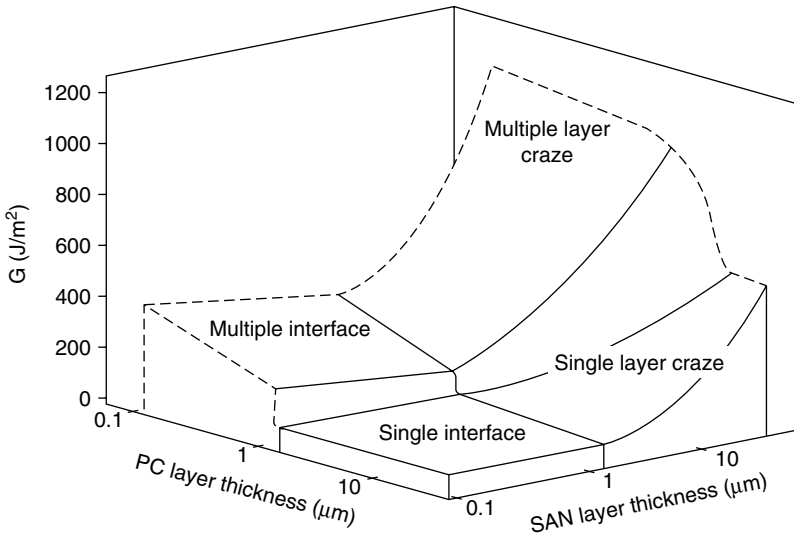 1200
1000
800
600
400
200
0
G (J/m²)
Multiple layer
craze
Multiple interface
Single layer craze
Single interface
0.1
1
10
PC layer thickness (μm)
0.1
1
10
SAN layer thickness (μm)